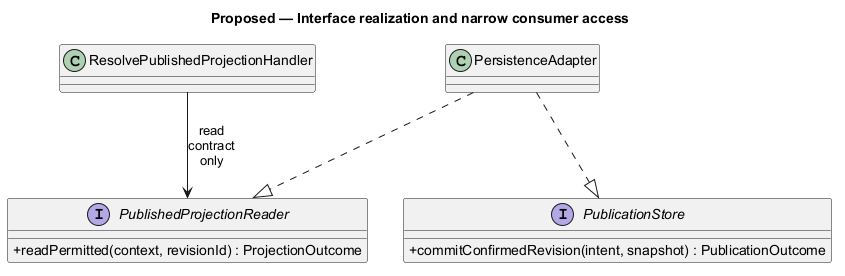 Proposed — Interface realization and narrow consumer access
C ResolvePublishedProjectionHandler
C PersistenceAdapter
read
contract
only
I PublishedProjectionReader
+readPermitted(context, revisionId) : ProjectionOutcome
I PublicationStore
+commitConfirmedRevision(intent, snapshot) : PublicationOutcome